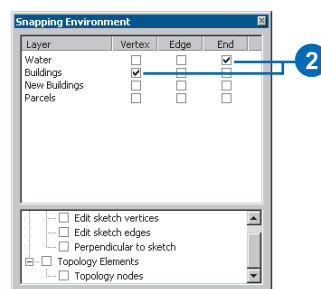 Snapping Environment
Layer Vertex Edge End
Water
Buildings
New Buildings
Parcels
2
Edit sketch vertices
Edit sketch edges
Perpendicular to sketch
Topology Elements
Topology nodes